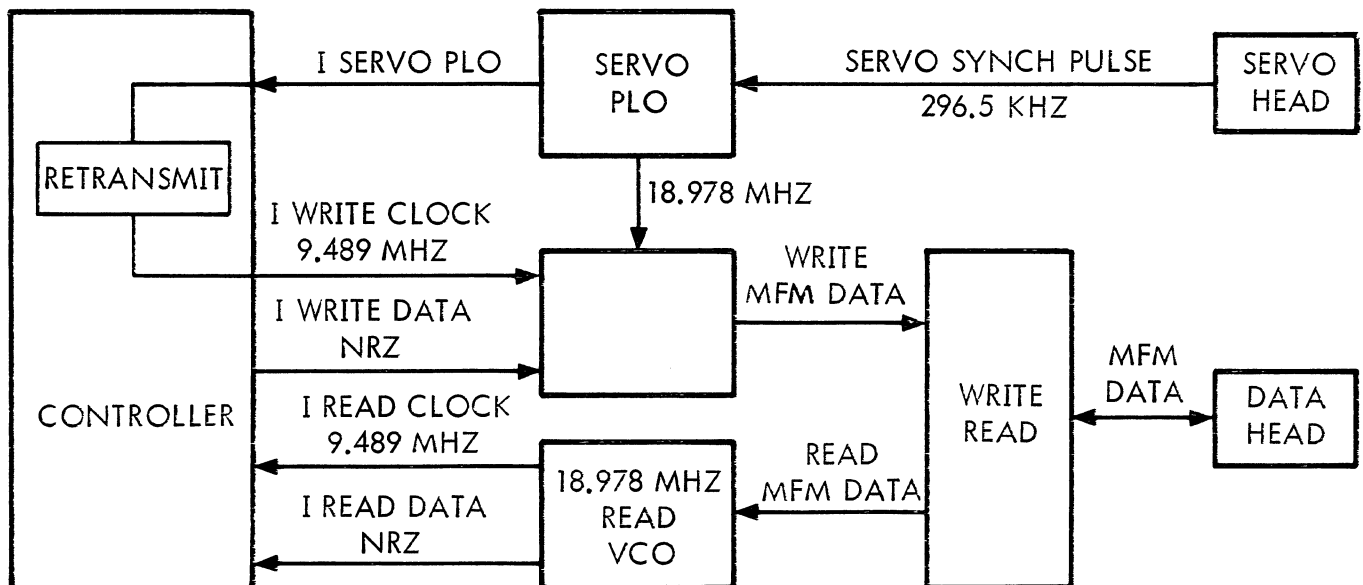 I SERVO PLO
SERVO
PLO
SERVO SYNCH PULSE
296.5 KHZ
SERVO
HEAD
RETRANSMIT
18.978 MHZ
I WRITE CLOCK
9.489 MHZ
WRITE
MFM DATA
I WRITE DATA
NRZ
CONTROLLER
I READ CLOCK
9.489 MHZ
WRITE
READ
MFM
DATA
DATA
HEAD
18.978 MHZ
READ
VCO
READ
MFM DATA
I READ DATA
NRZ